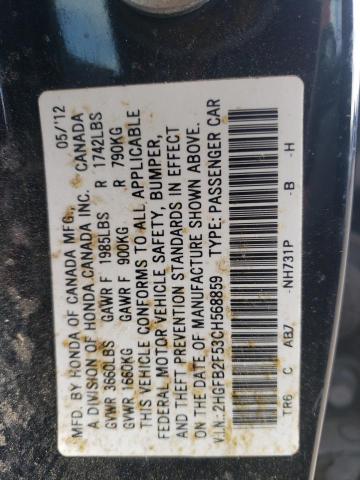 MFD. BY HONDA OF CANADA MFG., 05/12
A DIVISION OF HONDA CANADA INC. CANADA
GVWR 3660LBS GAWR F 1985LBS R 1742LBS
GVWR 1660KG GAWR F 900KG R 790KG
THIS VEHICLE CONFORMS TO ALL APPLICABLE
FEDERAL MOTOR VEHICLE SAFETY, BUMPER,
AND THEFT PREVENTION STANDARDS IN EFFECT
ON THE DATE OF MANUFACTURE SHOWN ABOVE.
V.I.N.: 2HGFB2F53CH568859 TYPE: PASSENGER CAR
TR6 C AB7 -NH731P -B -H